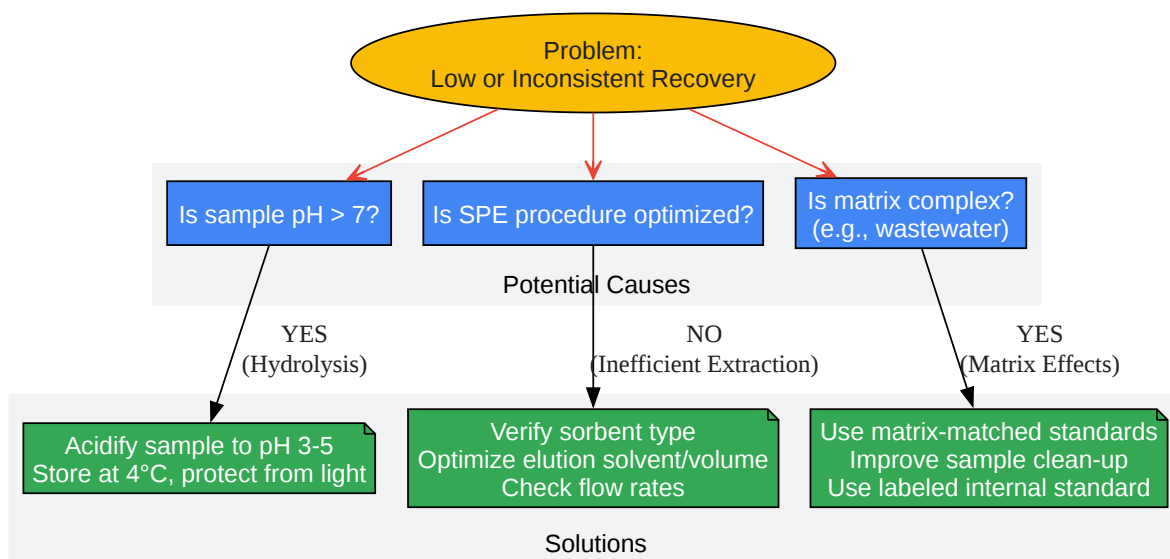 Problem:
Low or Inconsistent Recovery
Is sample pH > 7?
Is SPE procedure optimized?
Is matrix complex?
(e.g., wastewater)
Potential Causes
YES
(Hydrolysis)
NO
(Inefficient Extraction)
YES
(Matrix Effects)
Acidify sample to pH 3-5
Store at 4°C, protect from light
Verify sorbent type
Optimize elution solvent/volume
Check flow rates
Use matrix-matched standards
Improve sample clean-up
Use labeled internal standard
Solutions